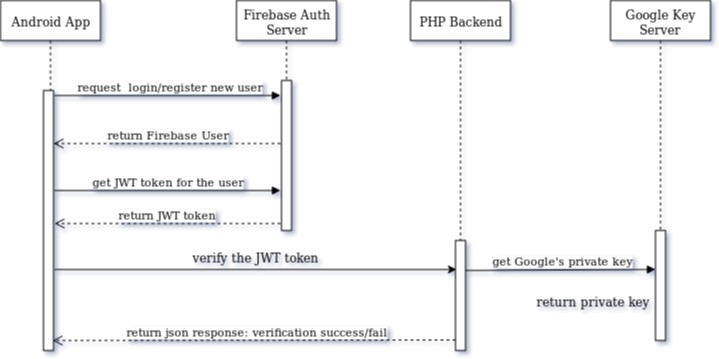 Android App
Firebase Auth
Server
PHP Backend
Google Key
Server
request  login/register new user
return Firebase User
get JWT token for the user
return JWT token
verify the JWT token
get Google's private key
return private key
return json response: verification success/fail